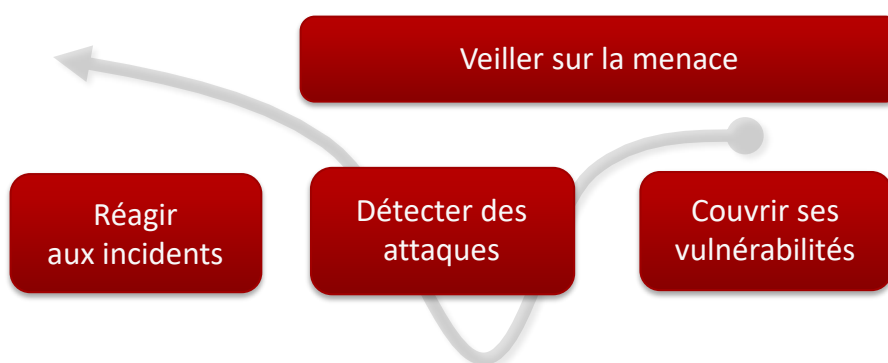 Veiller sur la menace
Réagir
aux incidents
Détecter des
attaques
Couvrir ses
vulnérabilités